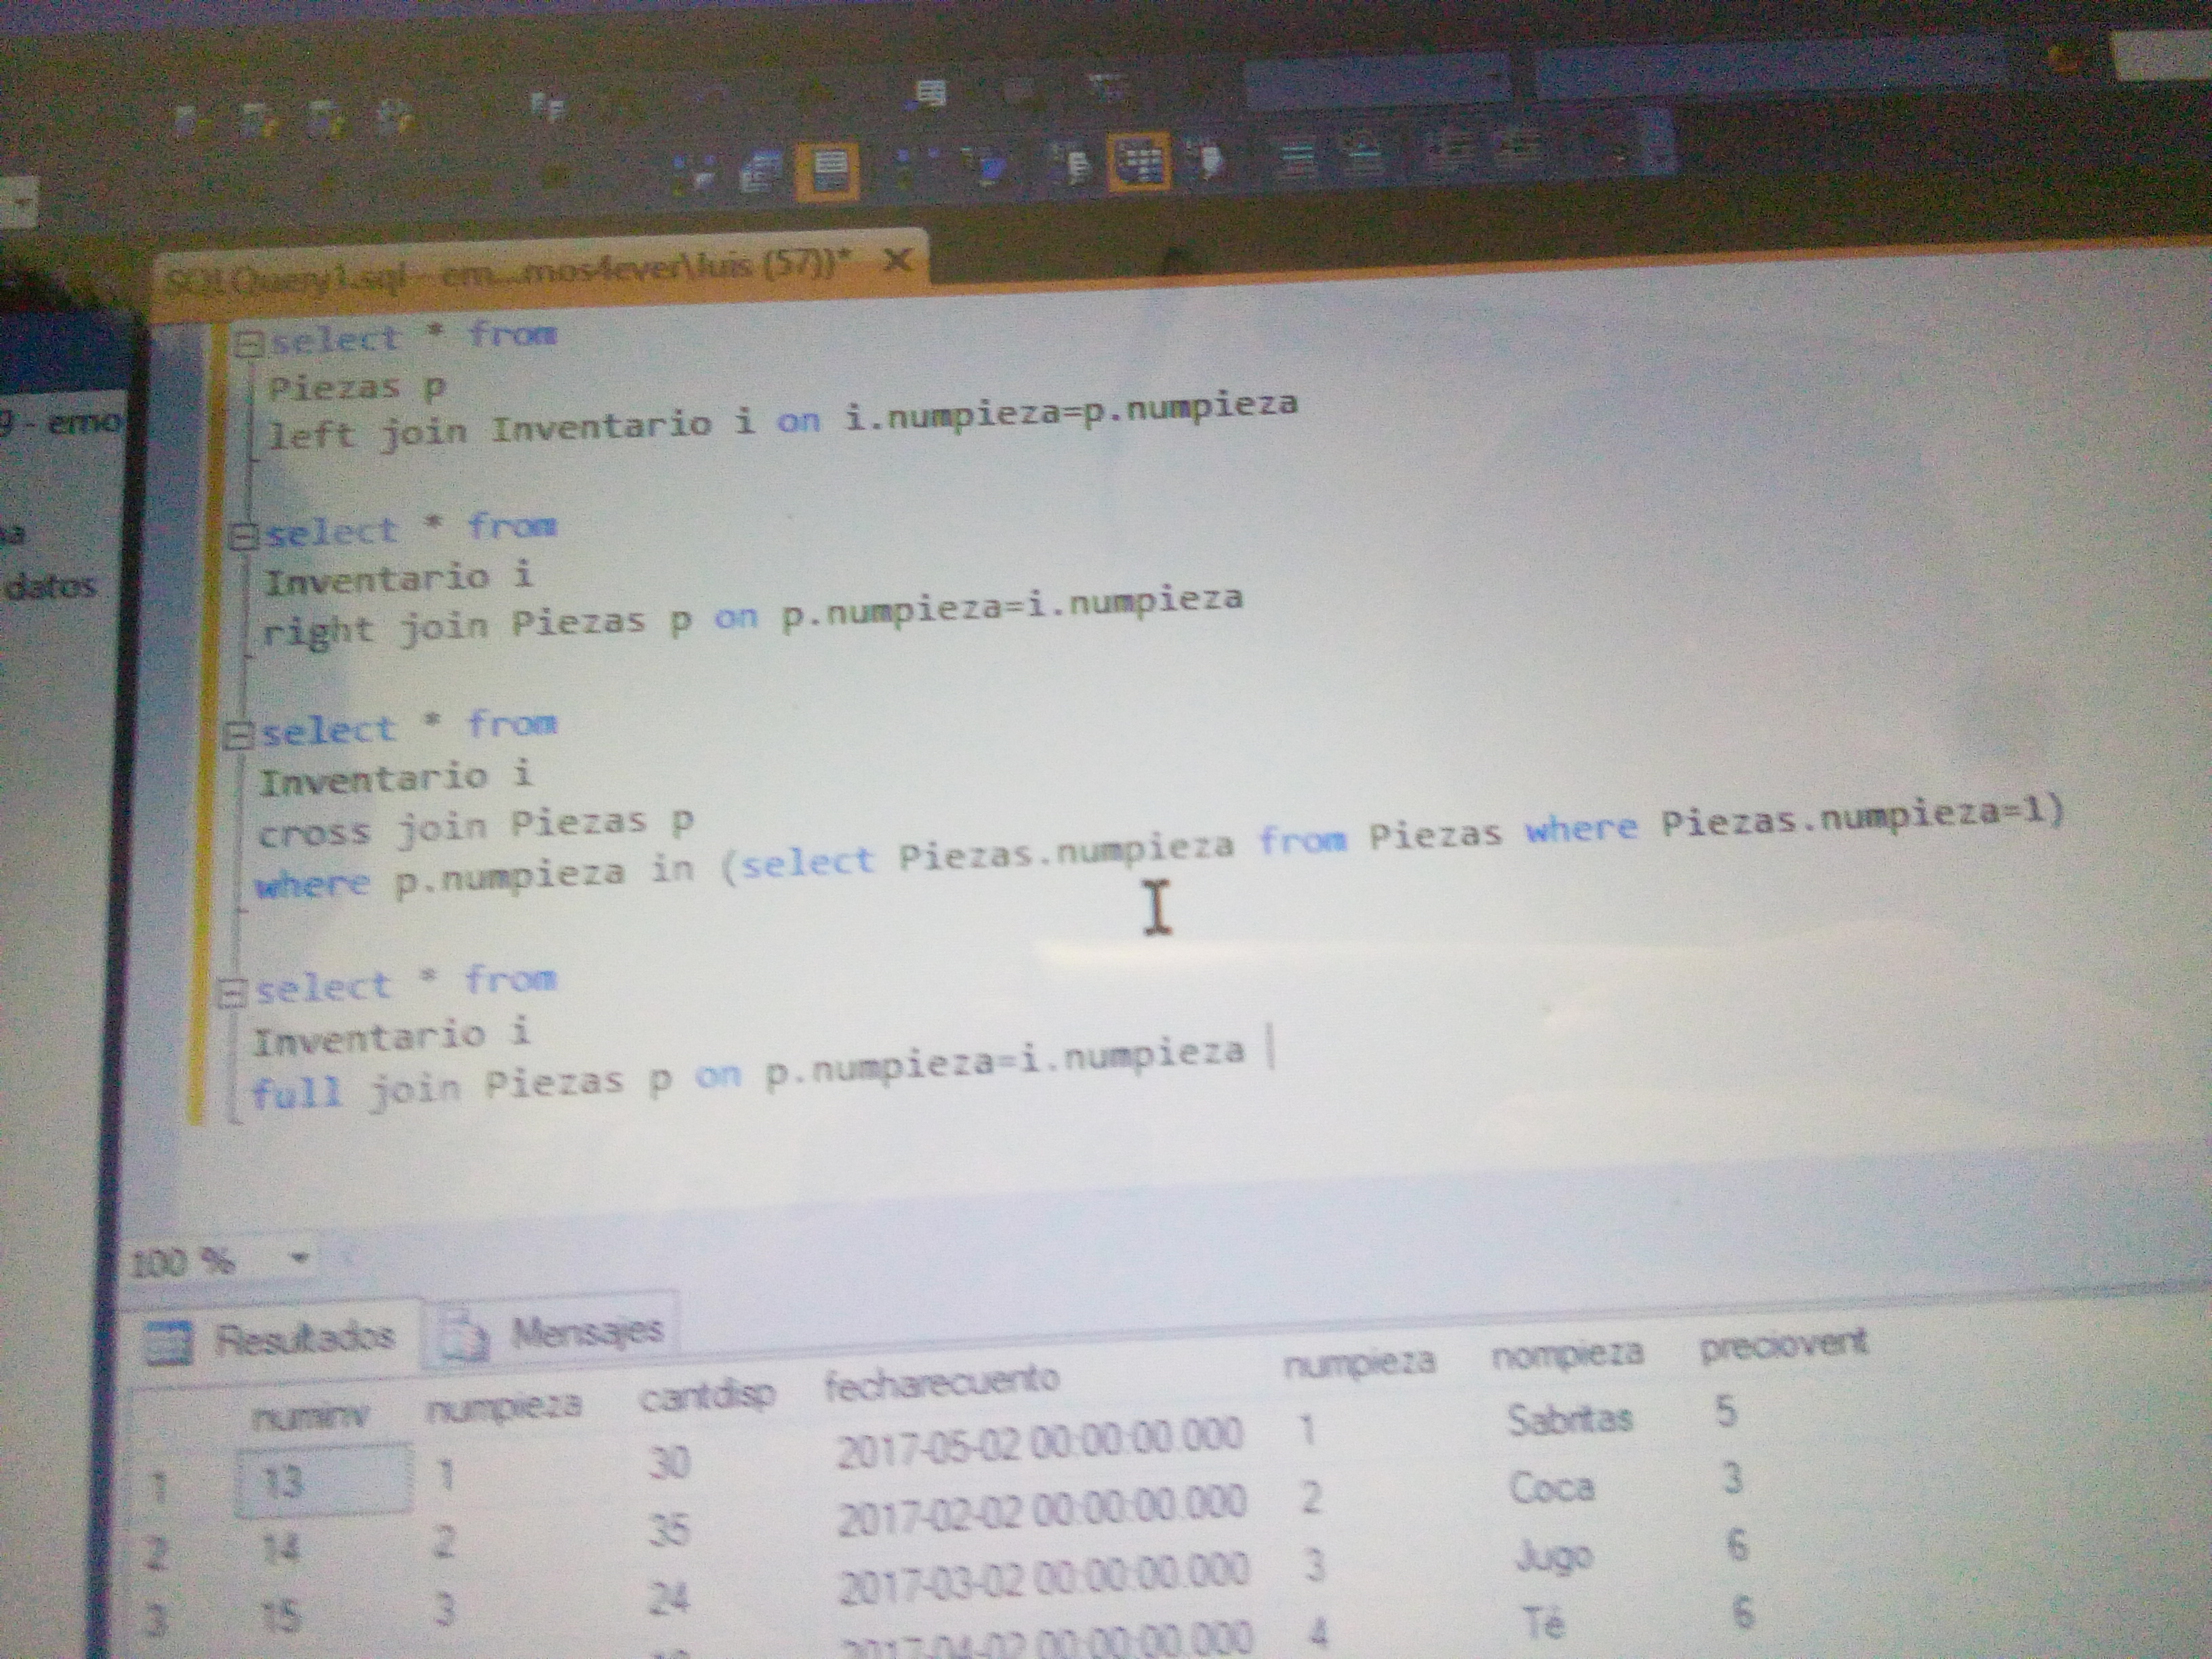 SQLQuery1.sql - em...mos4ever\luis (57))*
select * from
Piezas p
left join Inventario i on i.numpieza=p.numpieza
select * from
Inventario i
right join Piezas p on p.numpieza=i.numpieza
select * from
Inventario i
cross join Piezas p
where p.numpieza in (select Piezas.numpieza from Piezas where Piezas.numpieza=1)
select * from
Inventario i
full join Piezas p on p.numpieza=i.numpieza
- emo
datos
100 %
Resultados Mensajes
numinv numpieza cantdisp fecharecuento numpieza nompieza preciovent
1 13 1 30 2017-05-02 00:00:00.000 1 Sabritas 5
2 14 2 35 2017-02-02 00:00:00.000 2 Coca 3
3 15 3 24 2017-03-02 00:00:00.000 3 Jugo 6
2017-04-02 00:00:00.000 4 Té 6